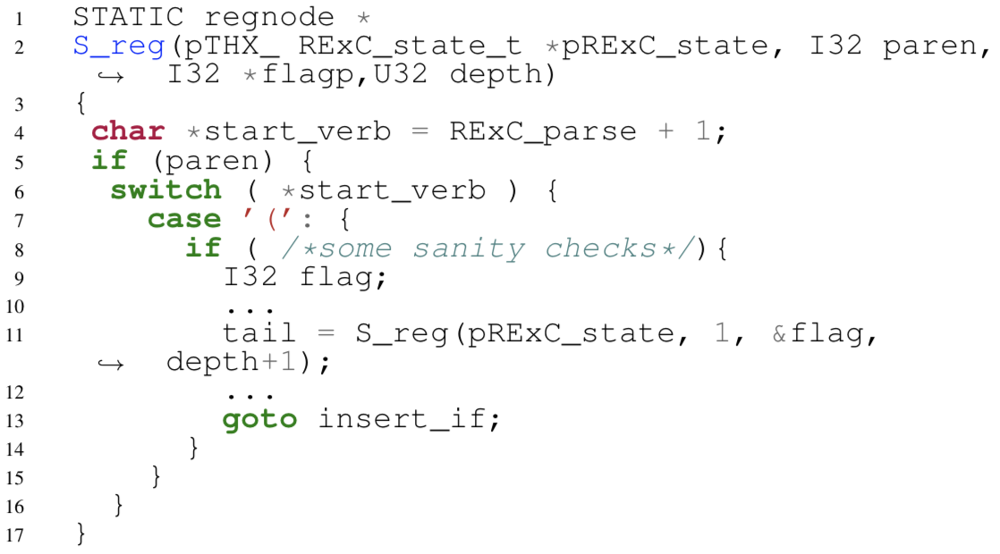 1 STATIC regnode *
2 S_reg(pTHX_ RExC_state_t *pRExC_state, I32 paren,
↪ I32 *flagp,U32 depth)
3 {
4 char *start_verb = RExC_parse + 1;
5 if (paren) {
6 switch ( *start_verb ) {
7 case '(': {
8 if ( /*some sanity checks*/){
9 I32 flag;
10 ...
11 tail = S_reg(pRExC_state, 1, &flag,
↪ depth+1);
12 ...
13 goto insert_if;
14 }
15 }
16 }
17 }